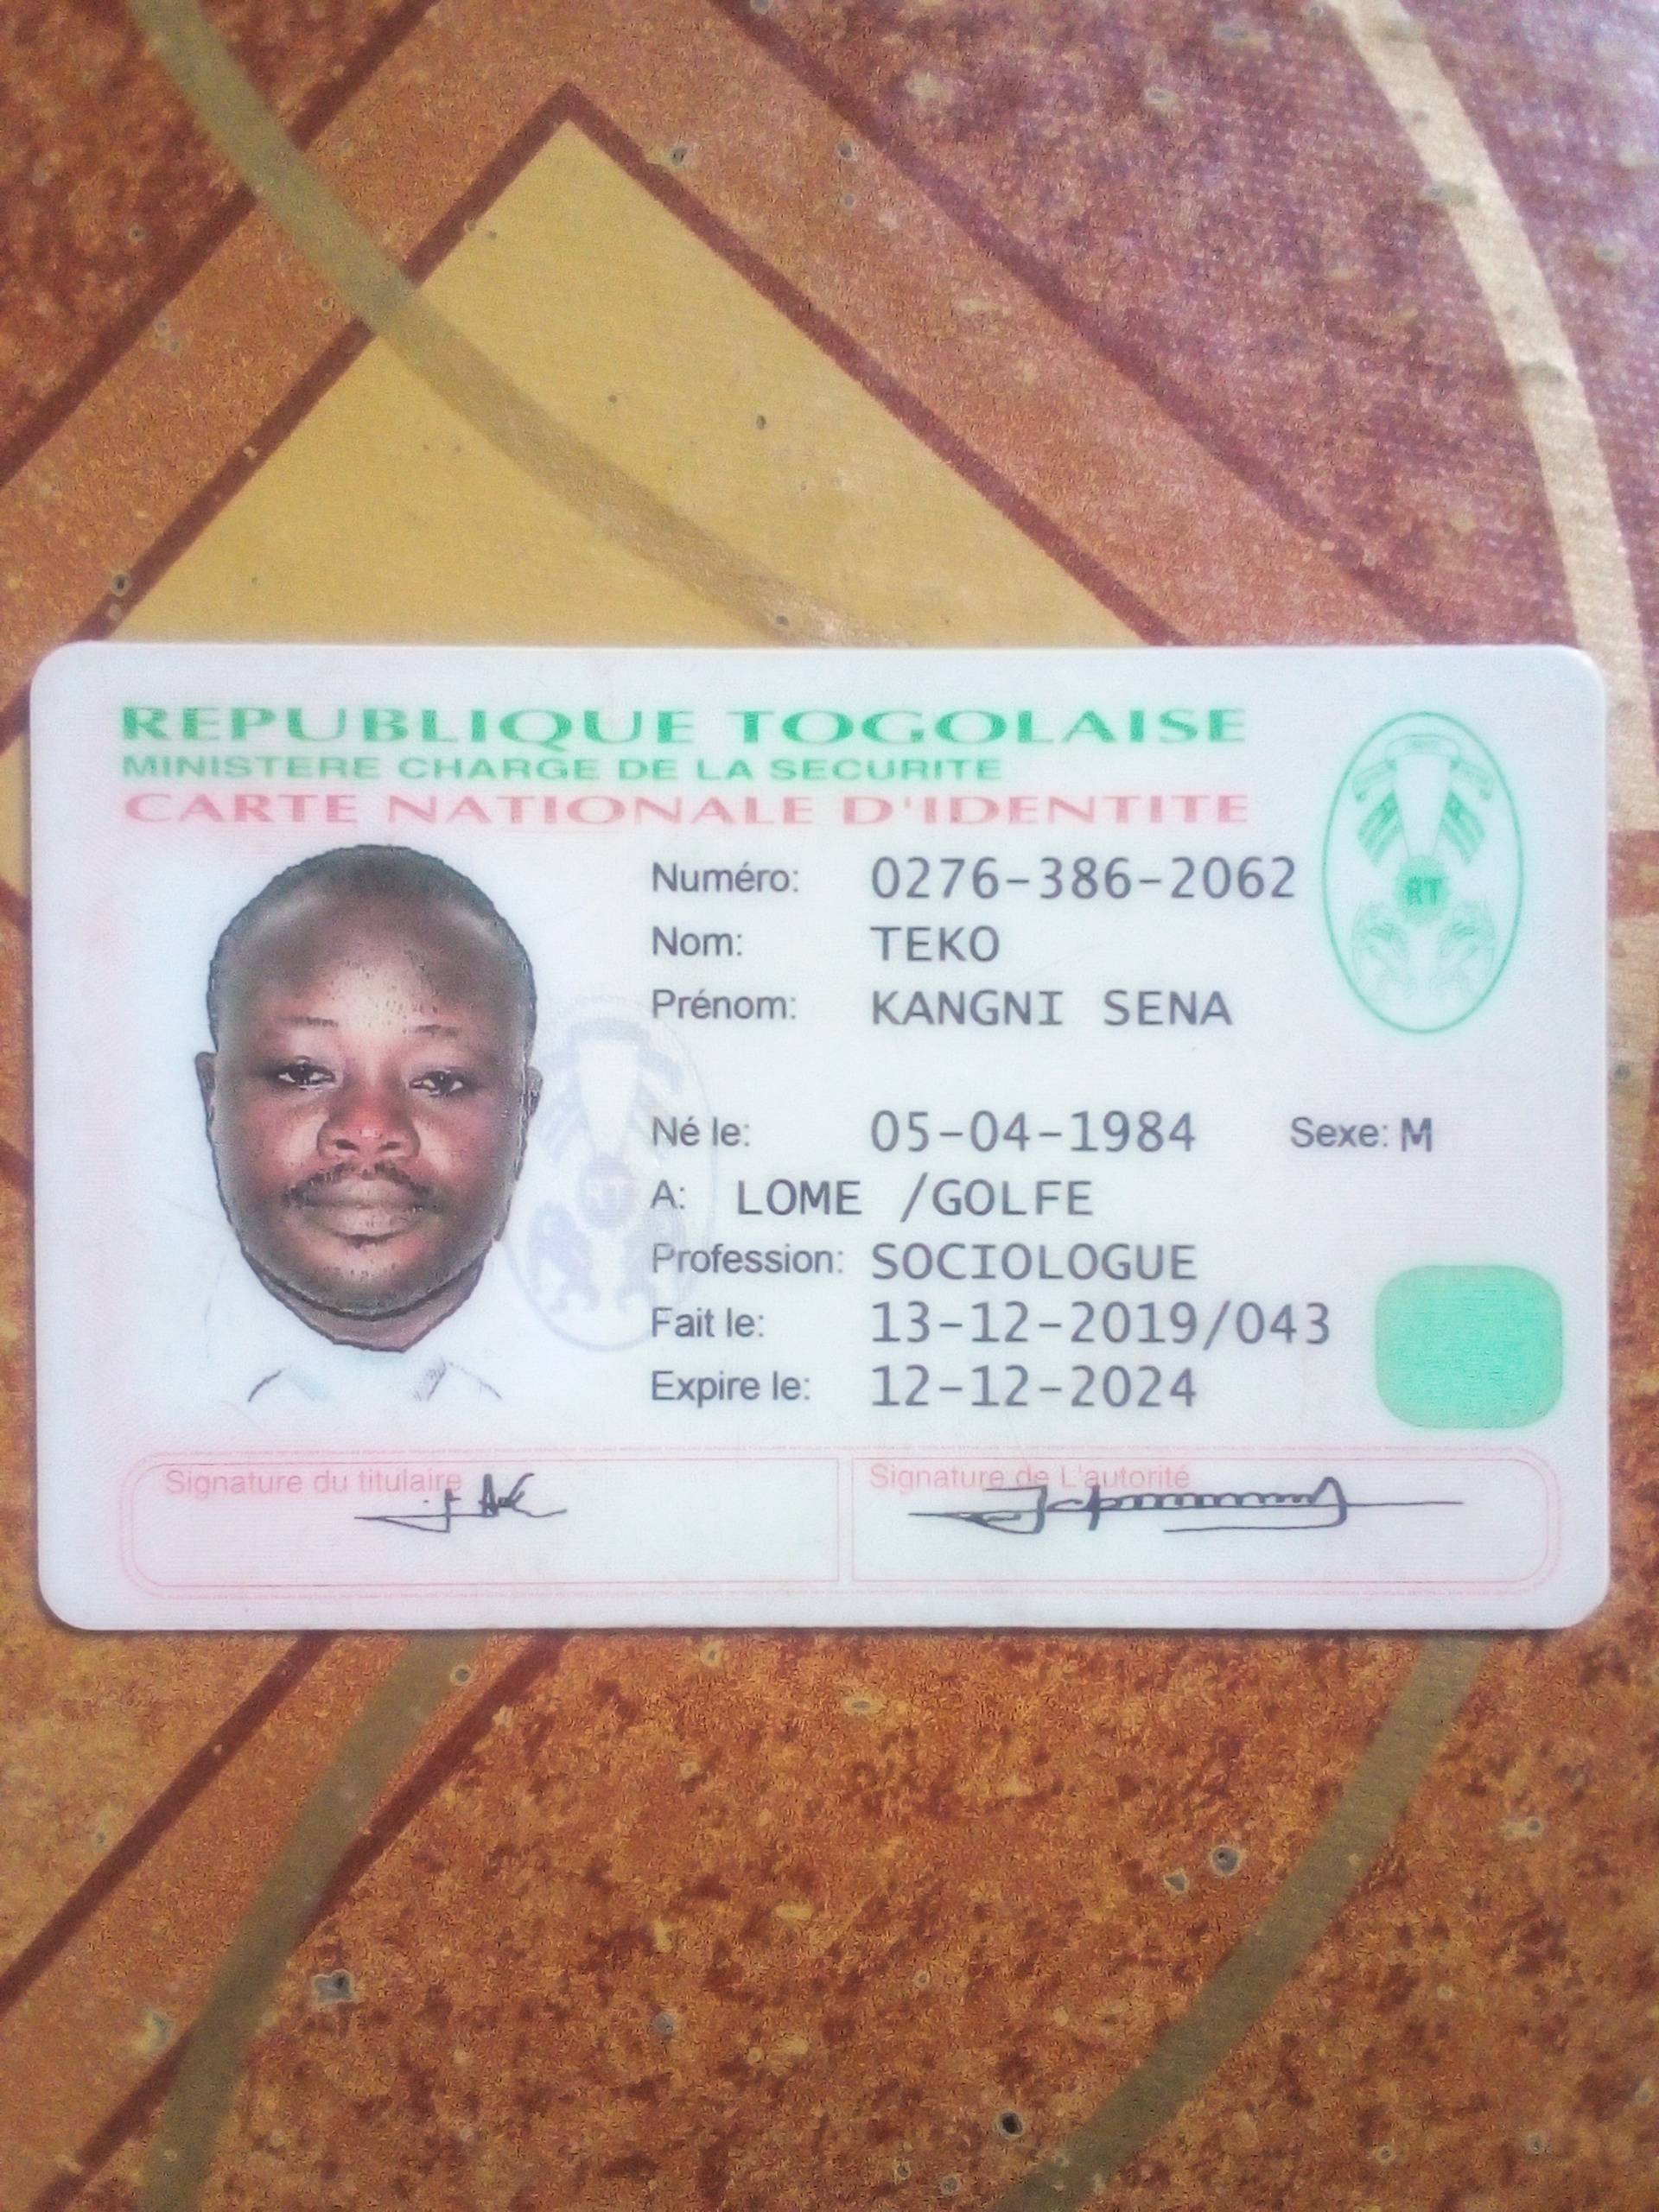 REPUBLIQUE TOGOLAISE
MINISTERE CHARGE DE LA SECURITE
CARTE NATIONALE D'IDENTITE
Numéro: 0276-386-2062
Nom: TEKO
Prénom: KANGNI SENA
Né le: 05-04-1984 Sexe: M
A: LOME /GOLFE
Profession: SOCIOLOGUE
Fait le: 13-12-2019/043
Expire le: 12-12-2024
Signature du titulaire Signature de L'autorité
RT